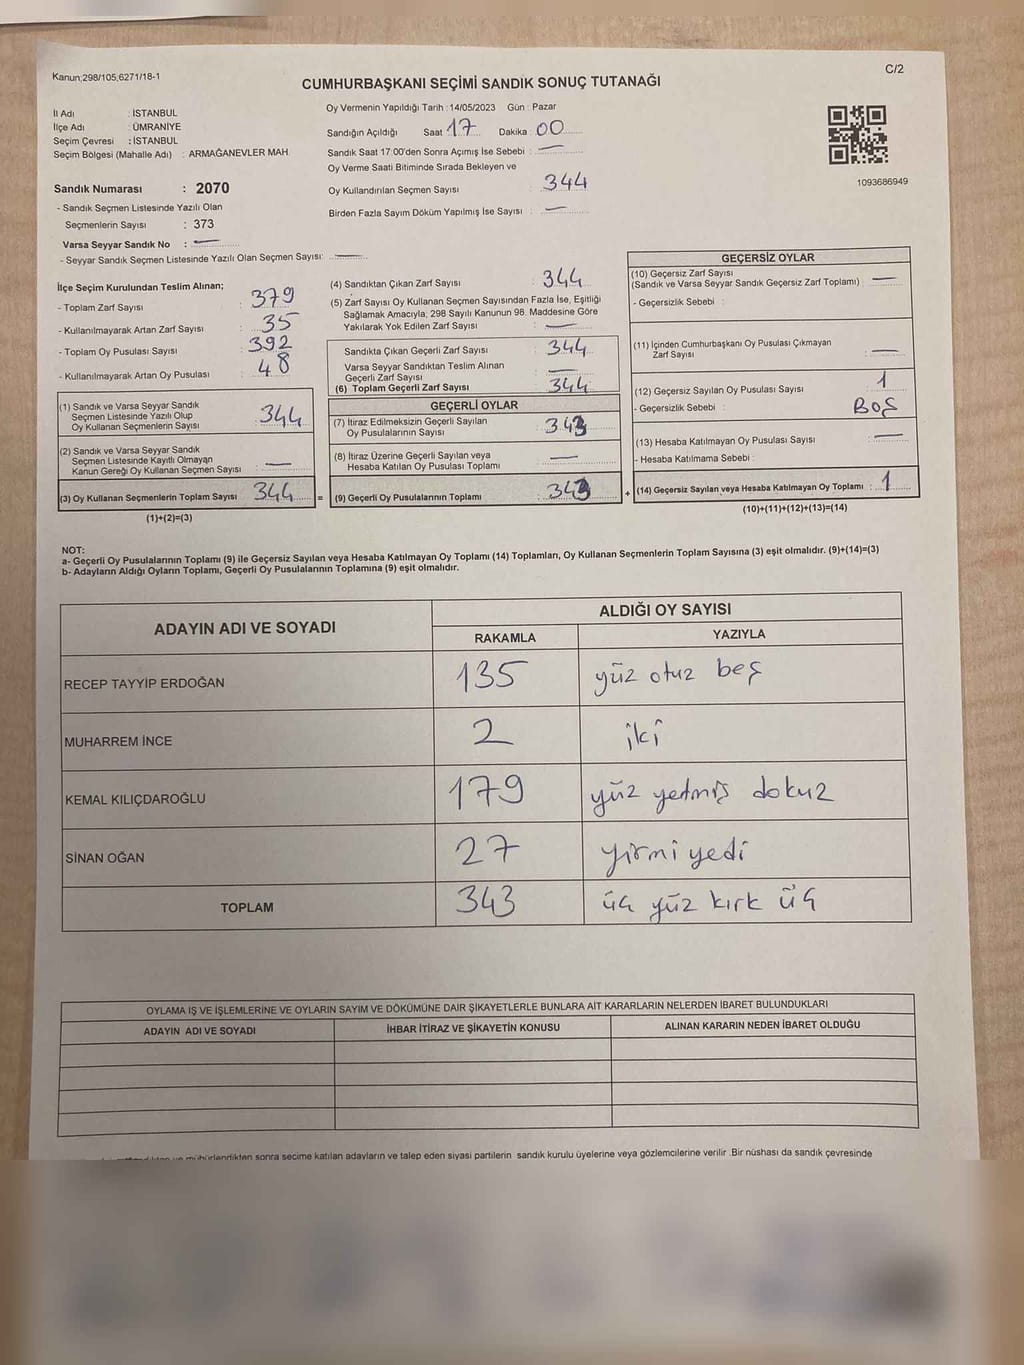 Kanun;298/105,6271/18-1
C/2
CUMHURBAŞKANI SEÇİMİ SANDIK SONUÇ TUTANAĞI
İl Adı : İSTANBUL
İlçe Adı : ÜMRANİYE
Seçim Çevresi : İSTANBUL
Seçim Bölgesi (Mahalle Adı) : ARMAĞANEVLER MAH.
Sandık Numarası : 2070
- Sandık Seçmen Listesinde Yazılı Olan
Seçmenlerin Sayısı : 373
Varsa Seyyar Sandık No : —
- Seyyar Sandık Seçmen Listesinde Yazılı Olan Seçmen Sayısı: —
Oy Vermenin Yapıldığı Tarih : 14/05/2023 Gün : Pazar
Sandığın Açıldığı Saat 17 Dakika : 00
Sandık Saat 17:00'den Sonra Açımış İse Sebebi : —
Oy Verme Saati Bitiminde Sırada Bekleyen ve
Oy Kullandırılan Seçmen Sayısı : 344
Birden Fazla Sayım Döküm Yapılmış İse Sayısı : —
1093686949
İlçe Seçim Kurulundan Teslim Alınan;
- Toplam Zarf Sayısı : 379
- Kullanılmayarak Artan Zarf Sayısı : 35
- Toplam Oy Pusulası Sayısı : 392
- Kullanılmayarak Artan Oy Pusulası : 48
(1) Sandık ve Varsa Seyyar Sandık
Seçmen Listesinde Yazılı Olup
Oy Kullanan Seçmenlerin Sayısı : 344
(2) Sandık ve Varsa Seyyar Sandık
Seçmen Listesinde Kayıtlı Olmayan
Kanun Gereği Oy Kullanan Seçmen Sayısı : —
(3) Oy Kullanan Seçmenlerin Toplam Sayısı : 344 =
(1)+(2)=(3)
(4) Sandıktan Çıkan Zarf Sayısı : 344
(5) Zarf Sayısı Oy Kullanan Seçmen Sayısından Fazla İse, Eşitliği
Sağlamak Amacıyla; 298 Sayılı Kanunun 98. Maddesine Göre
Yakılarak Yok Edilen Zarf Sayısı : —
Sandıkta Çıkan Geçerli Zarf Sayısı : 344
Varsa Seyyar Sandıktan Teslim Alınan
Geçerli Zarf Sayısı : —
(6) Toplam Geçerli Zarf Sayısı : 344
GEÇERLİ OYLAR
(7) İtiraz Edilmeksizin Geçerli Sayılan
Oy Pusulalarının Sayısı : 343
(8) İtiraz Üzerine Geçerli Sayılan veya
Hesaba Katılan Oy Pusulası Toplamı : —
(9) Geçerli Oy Pusulalarının Toplamı : 343 +
GEÇERSİZ OYLAR
(10) Geçersiz Zarf Sayısı
(Sandık ve Varsa Seyyar Sandık Geçersiz Zarf Toplamı) : —
- Geçersizlik Sebebi :
(11) İçinden Cumhurbaşkanı Oy Pusulası Çıkmayan
Zarf Sayısı : —
(12) Geçersiz Sayılan Oy Pusulası Sayısı : 1
- Geçersizlik Sebebi : BOŞ
(13) Hesaba Katılmayan Oy Pusulası Sayısı : —
- Hesaba Katılmama Sebebi :
(14) Geçersiz Sayılan veya Hesaba Katılmayan Oy Toplamı : 1
(10)+(11)+(12)+(13)=(14)
NOT:
a- Geçerli Oy Pusulalarının Toplamı (9) ile Geçersiz Sayılan veya Hesaba Katılmayan Oy Toplamı (14) Toplamları, Oy Kullanan Seçmenlerin Toplam Sayısına (3) eşit olmalıdır. (9)+(14)=(3)
b- Adayların Aldığı Oyların Toplamı, Geçerli Oy Pusulalarının Toplamına (9) eşit olmalıdır.
ADAYIN ADI VE SOYADI
ALDIĞI OY SAYISI
RAKAMLA YAZIYLA
RECEP TAYYİP ERDOĞAN 135 yüz otuz beş
MUHARREM İNCE 2 iki
KEMAL KILIÇDAROĞLU 179 yüz yetmiş dokuz
SİNAN OĞAN 27 yirmi yedi
TOPLAM 343 üç yüz kırk üç
OYLAMA İŞ VE İŞLEMLERİNE VE OYLARIN SAYIM VE DÖKÜMÜNE DAİR ŞİKAYETLERLE BUNLARA AİT KARARLARIN NELERDEN İBARET BULUNDUKLARI
ADAYIN ADI VE SOYADI İHBAR İTİRAZ VE ŞİKAYETİN KONUSU ALINAN KARARIN NEDEN İBARET OLDUĞU
mühürlendikten sonra seçime katılan adayların ve talep eden siyasi partilerin sandık kurulu üyelerine veya gözlemcilerine verilir .Bir nüshası da sandık çevresinde